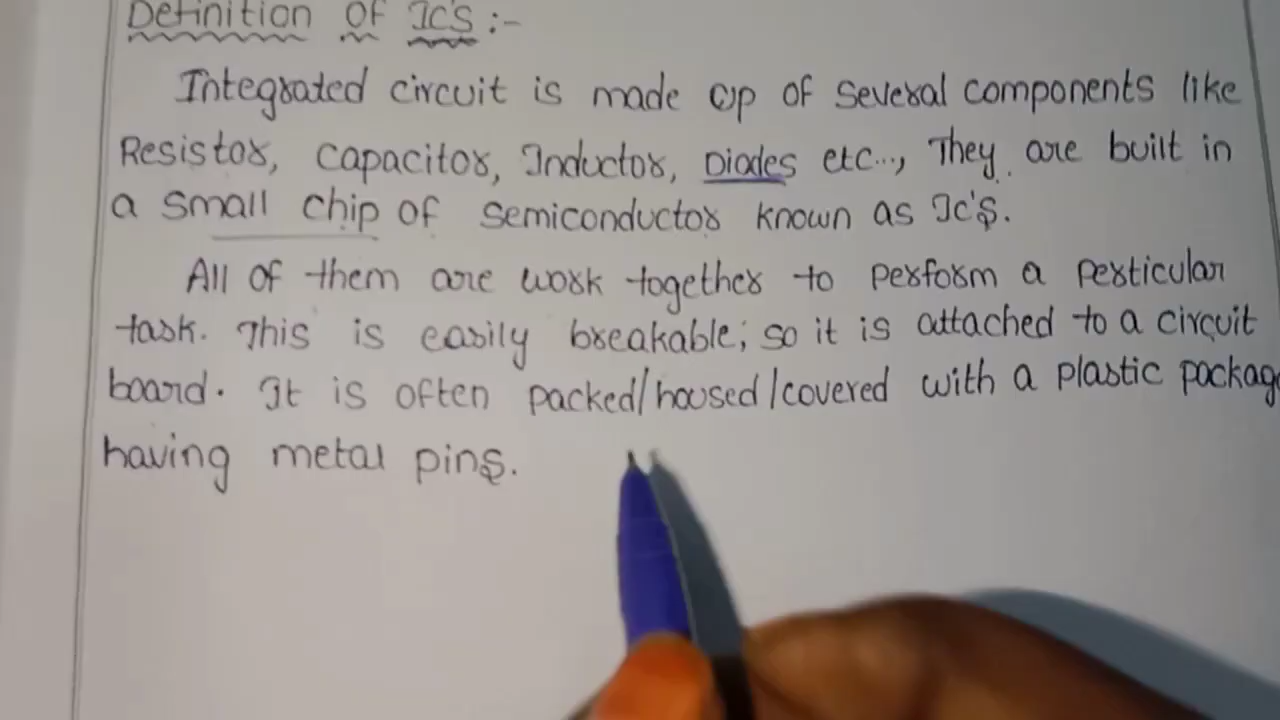 Definition of IC'S :-
Integrated circuit is made up of several components like
Resistor, capacitor, Inductor, Diodes etc..., They are built in
a small chip of semiconductor known as Ic's.
All of them are work together to perform a perticular
task. This is easily breakable; so it is attached to a circuit
board. It is often packed/housed/covered with a plastic packag
having metal pins.